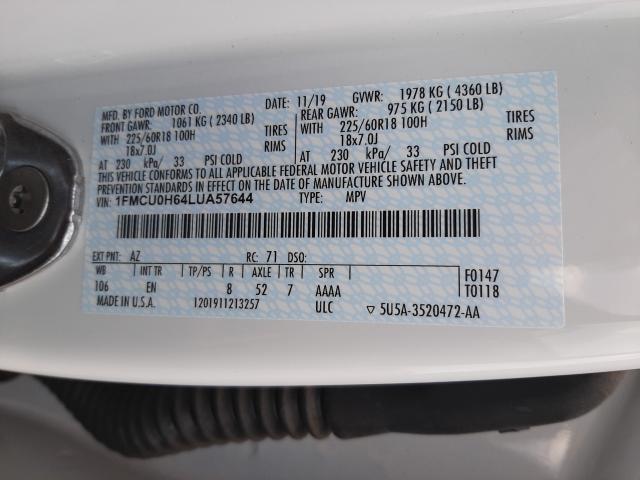 MFD. BY FORD MOTOR CO. 11/19 GVWR: 1978 KG ( 4360 LB)
FRONT GAWR: 1061 KG ( 2340 LB) REAR GAWR: 975 KG ( 2150 LB)
WITH 225/60R18 100H TIRES WITH 225/60R18 100H TIRES
18x7.0J RIMS 18x7.0J RIMS
AT 230 kPa/ 33 PSI COLD AT 230 kPa/ 33 PSI COLD
THIS VEHICLE CONFORMS TO ALL APPLICABLE FEDERAL MOTOR VEHICLE SAFETY AND THEFT
PREVENTION STANDARDS IN EFFECT ON THE DATE OF MANUFACTURE SHOWN ABOVE.
VIN: 1FMCU0H64LUA57644 TYPE: MPV
EXT PNT: AZ RC: 71 DSO:
WB INT TR TP/PS R AXLE TR SPR F0147
106 EN 8 52 7 AAAA T0118
MADE IN U.S.A. 1201911213257 ULC ▽ 5U5A-3520472-AA